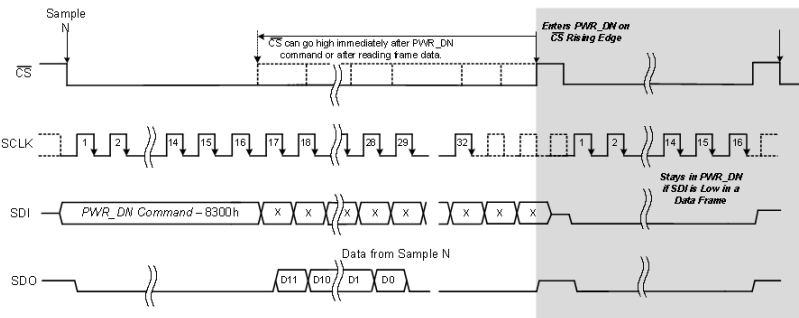 Sample
N
Enters PWR_DN on
CS Rising Edge
CS can go high immediately after PWR_DN
command or after reading frame data.
CS
SCLK
1 2 14 15 16 17 18 28 29 32 1 2 14 15 16
Stays in PWR_DN
if SDI is Low in a
Data Frame
SDI
PWR_DN Command – 8300h X X X X X X X X
Data from Sample N
SDO
D11 D10 D1 D0